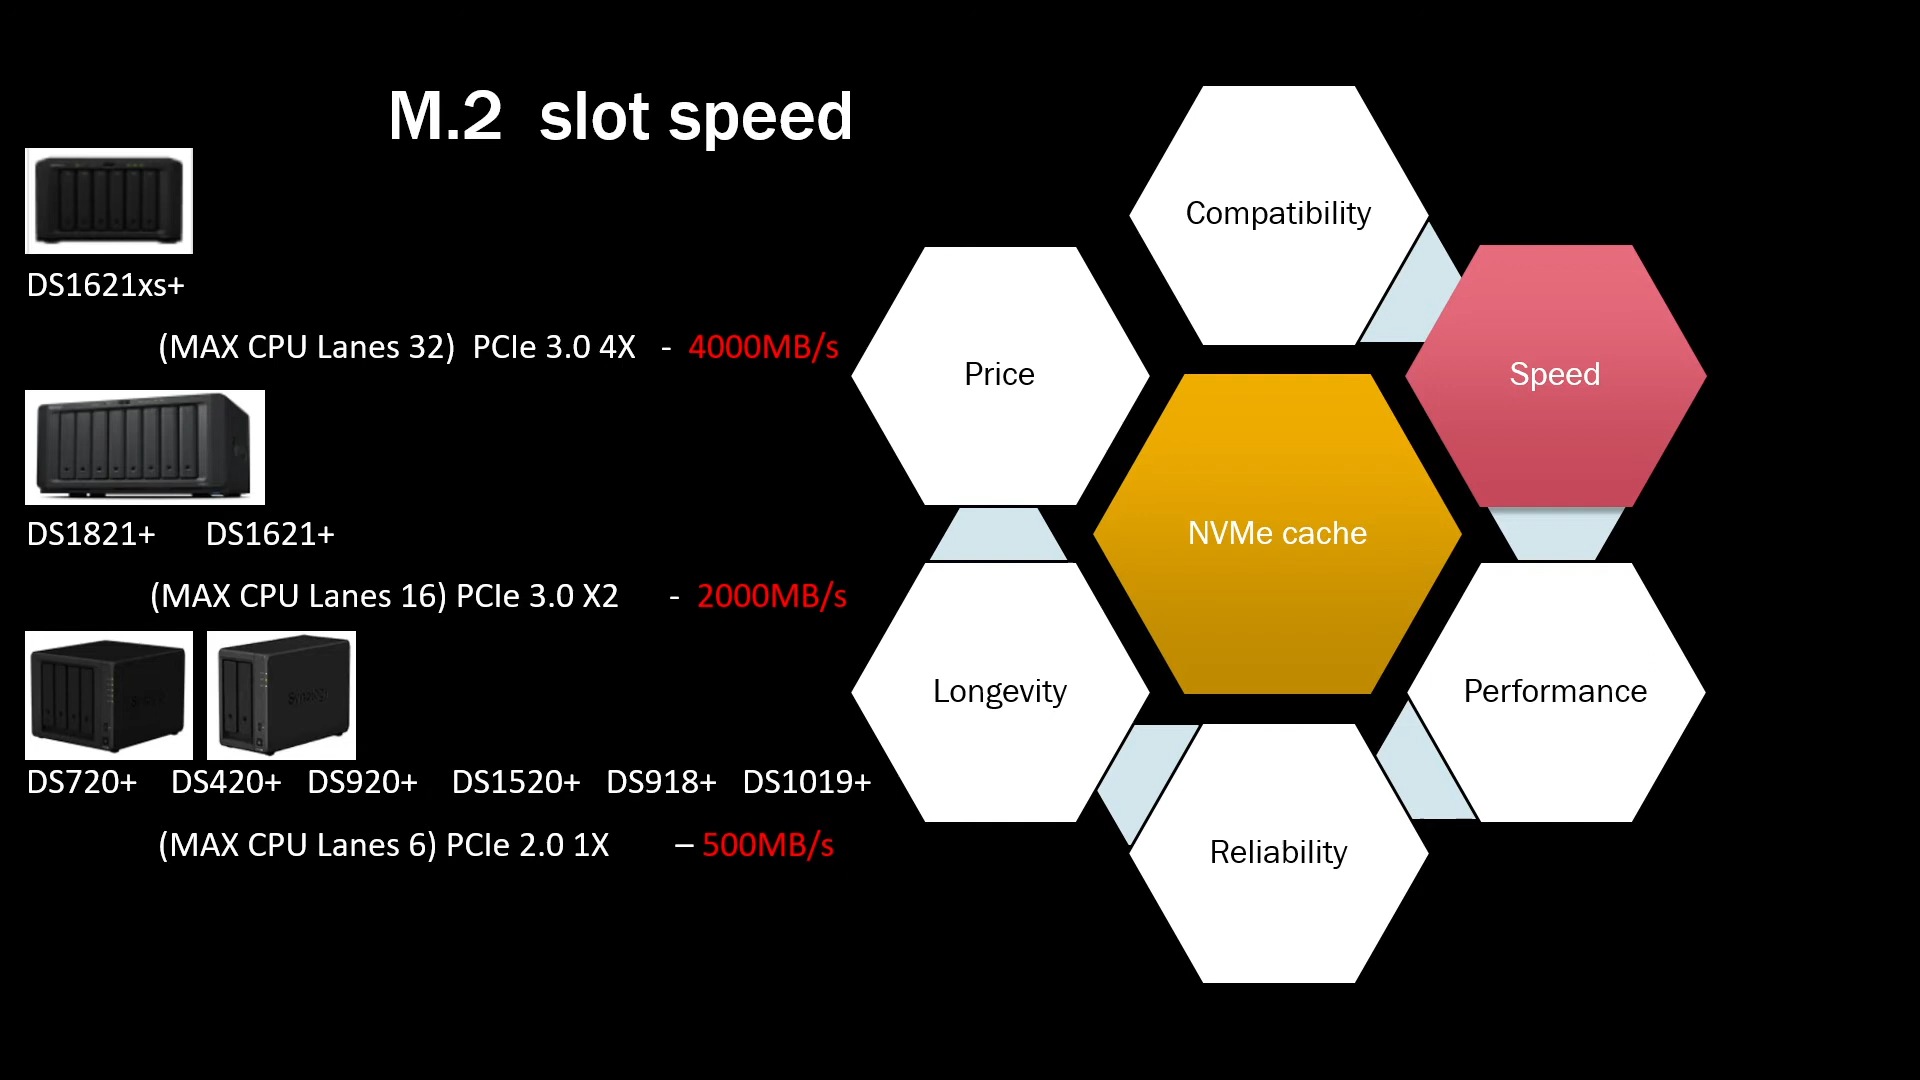 M.2 slot speed
DS1621xs+
(MAX CPU Lanes 32) PCIe 3.0 4X - 4000MB/s
DS1821+ DS1621+
(MAX CPU Lanes 16) PCIe 3.0 X2 - 2000MB/s
DS720+ DS420+ DS920+ DS1520+ DS918+ DS1019+
(MAX CPU Lanes 6) PCIe 2.0 1X – 500MB/s
Compatibility
Speed
Price
NVMe cache
Performance
Longevity
Reliability